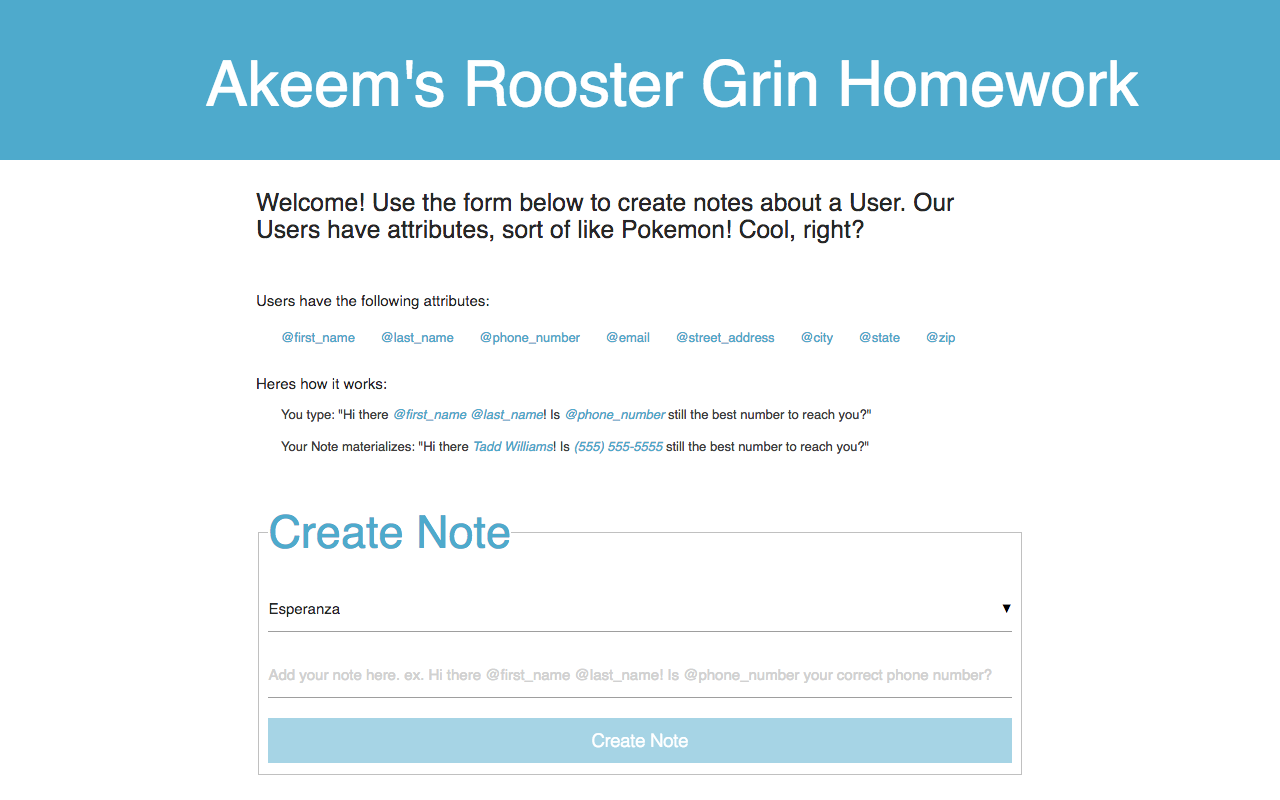 Akeem's Rooster Grin Homework
Welcome! Use the form below to create notes about a User. Our
Users have attributes, sort of like Pokemon! Cool, right?
Users have the following attributes:
@first_name @last_name @phone_number @email @street_address @city @state @zip
Heres how it works:
You type: "Hi there @first_name @last_name! Is @phone_number still the best number to reach you?"
Your Note materializes: "Hi there Tadd Williams! Is (555) 555-5555 still the best number to reach you?"
Create Note
Esperanza ▼
Add your note here. ex. Hi there @first_name @last_name! Is @phone_number your correct phone number?
Create Note